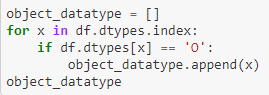 object_datatype = []
for x in df.dtypes.index:
    if df.dtypes[x] == 'O':
        object_datatype.append(x)
object_datatype